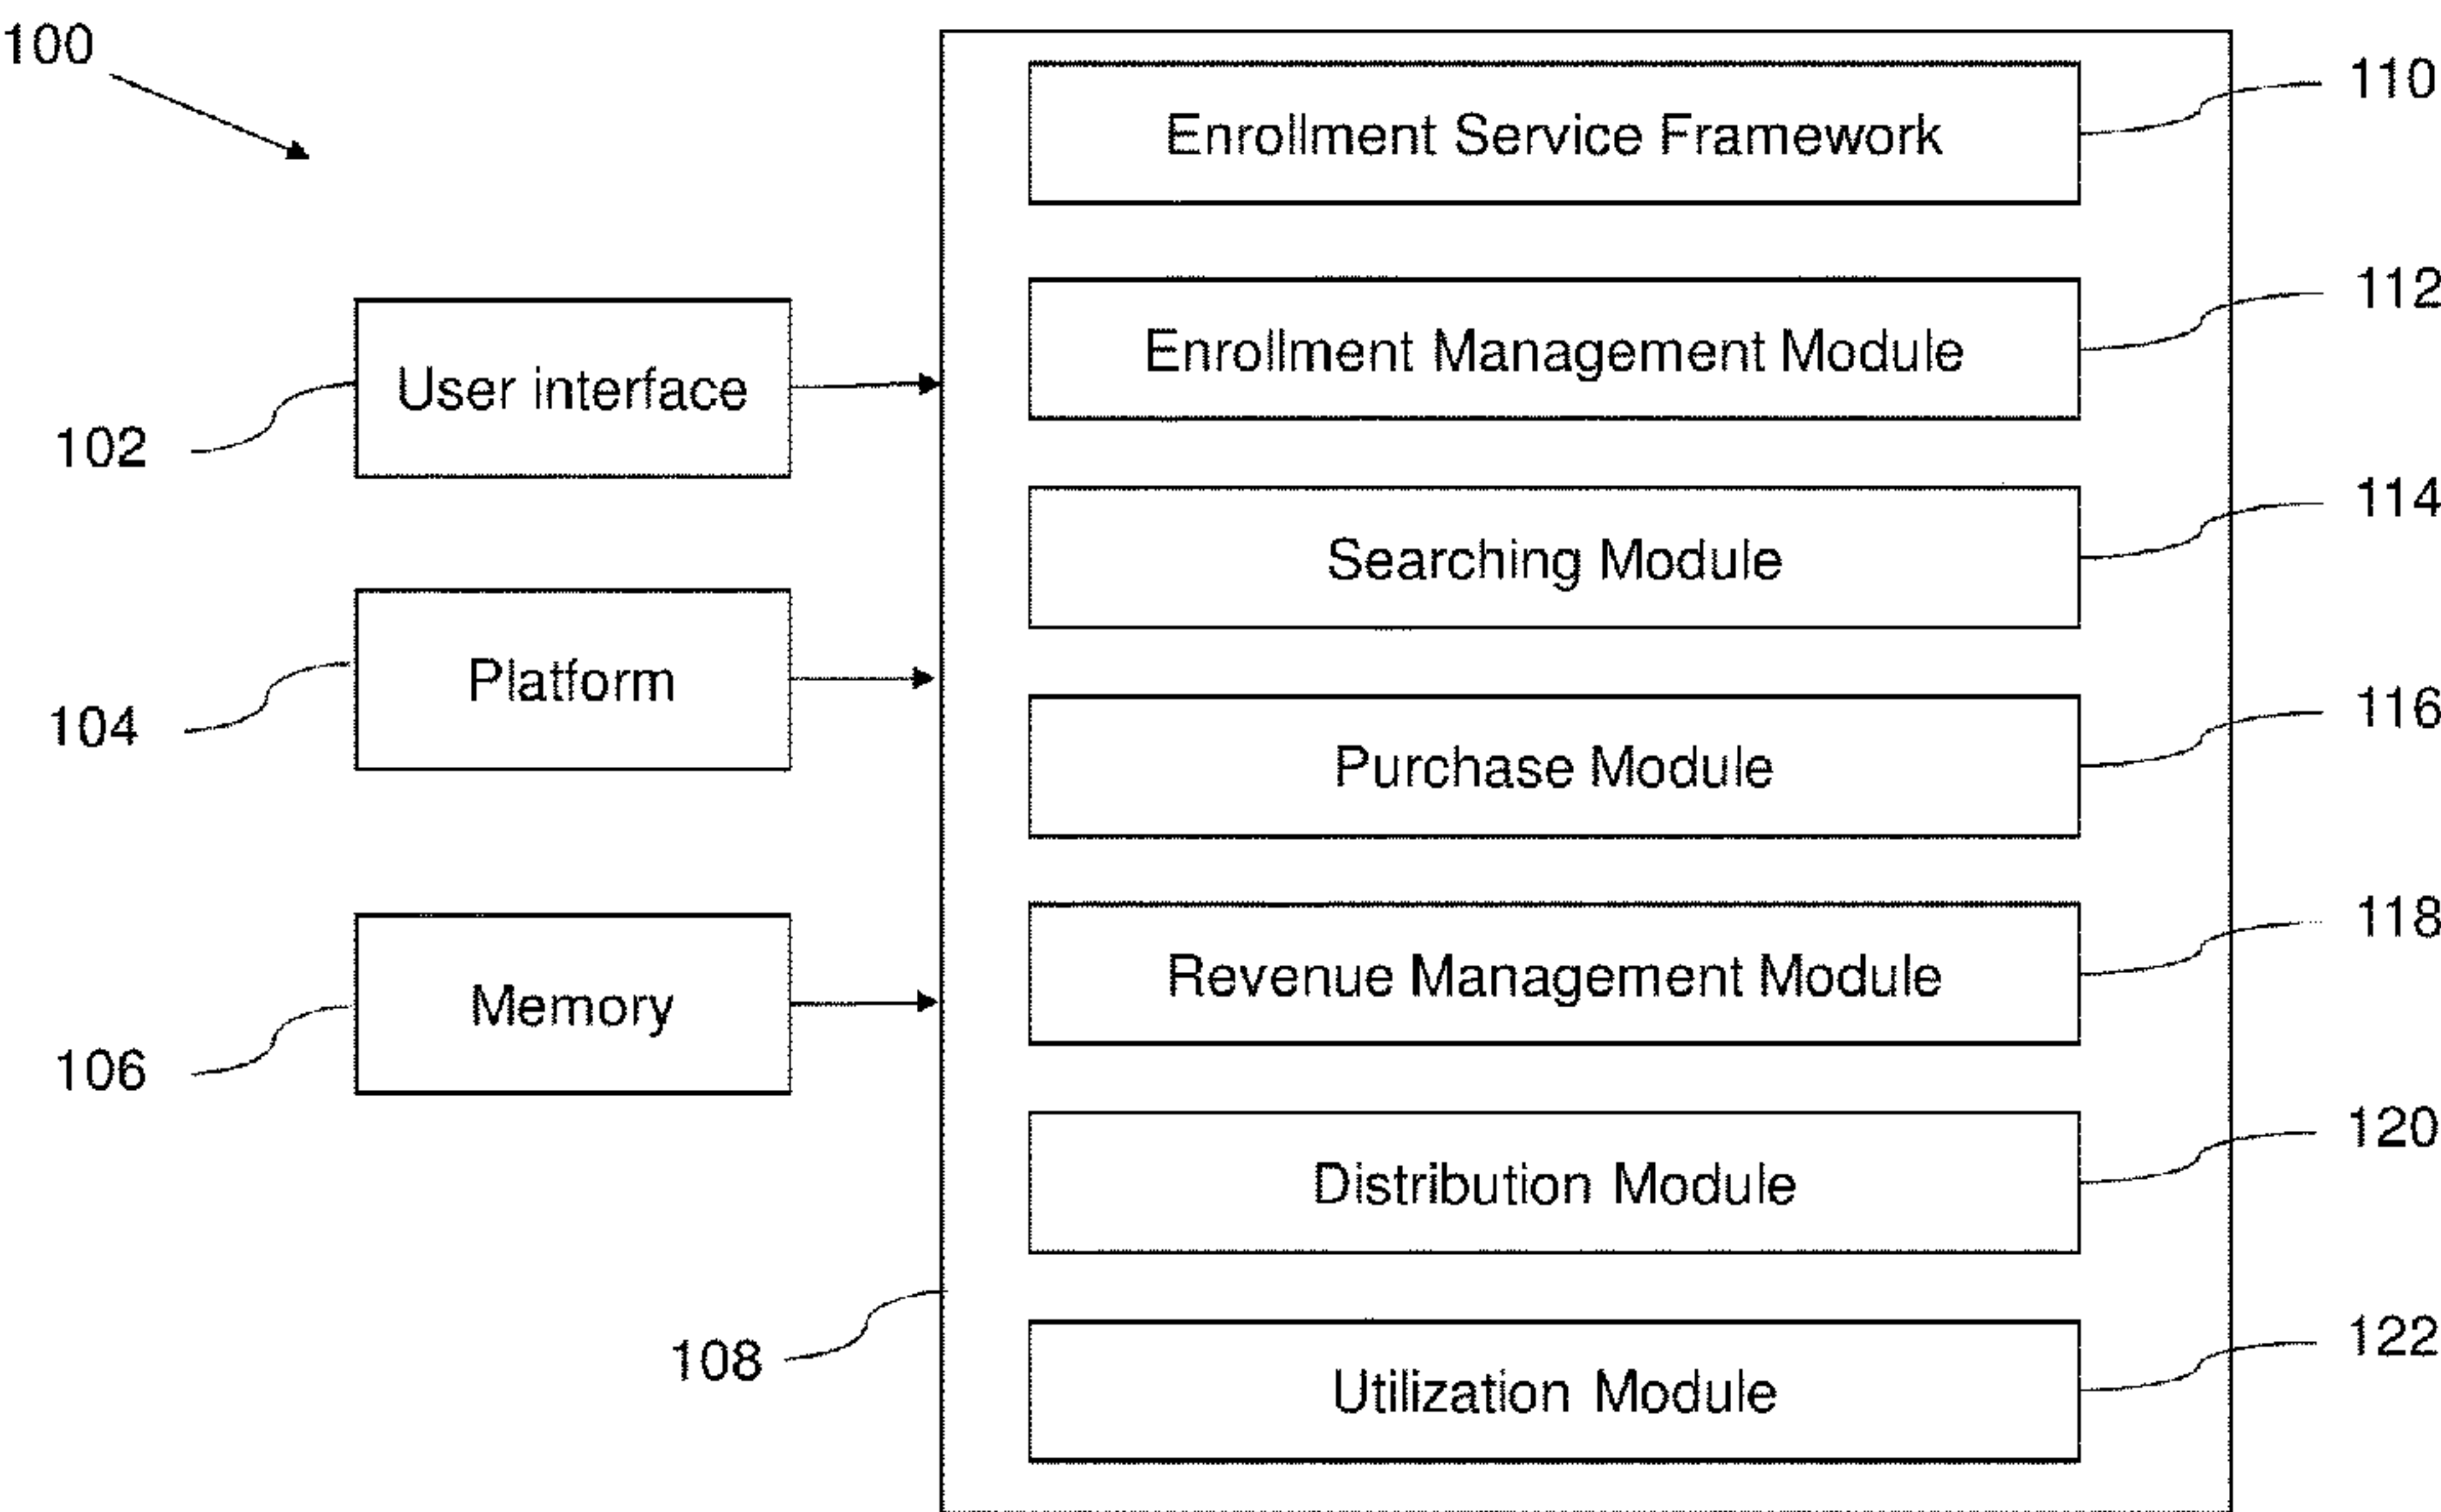 100
110
Enrollment Service Framework
112
Enrollment Management Module
User interface
102
114
Searching Module
Platform
104
116
Purchase Module
118
Revenue Management Module
Memory
106
120
Distribution Module
108
122
Utilization Module